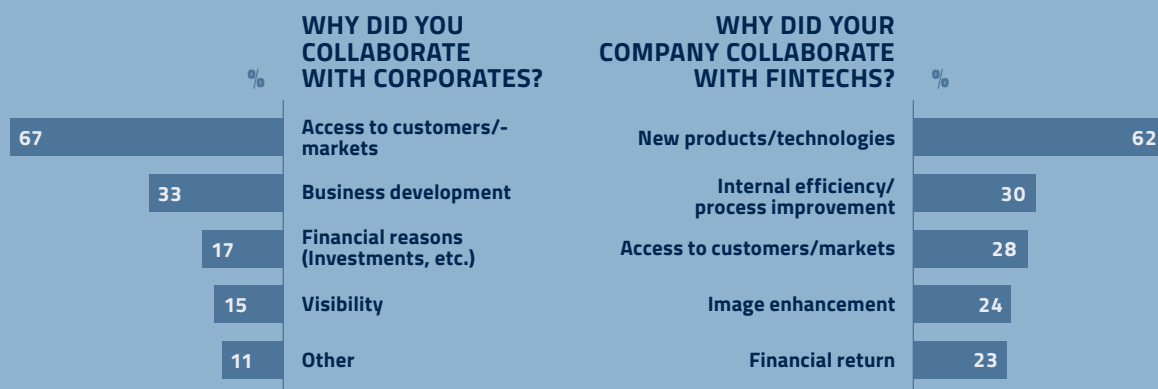 WHY DID YOU
COLLABORATE
% WITH CORPORATES?
67 Access to customers/-
markets
33 Business development
17 Financial reasons
(Investments, etc.)
15 Visibility
11 Other
WHY DID YOUR
COMPANY COLLABORATE
WITH FINTECHS? %
New products/technologies 62
Internal efficiency/
process improvement 30
Access to customers/markets 28
Image enhancement 24
Financial return 23